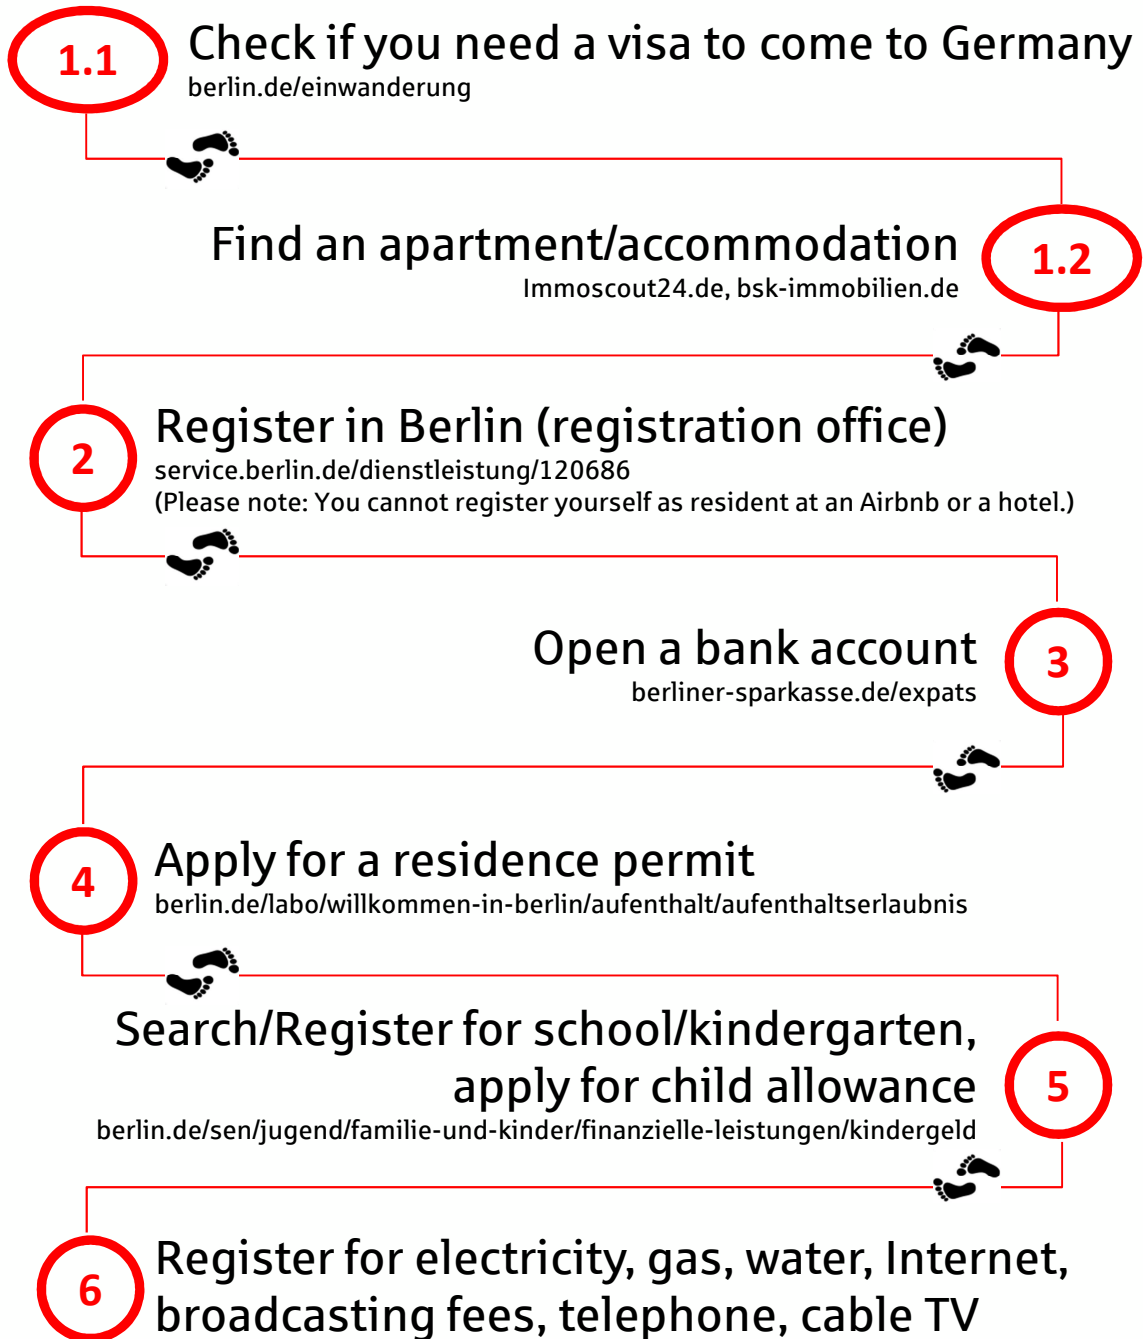 1.1
Check if you need a visa to come to Germany
berlin.de/einwanderung
Find an apartment/accommodation
1.2
Immoscout24.de, bsk-immobilien.de
Register in Berlin (registration office)
2
service.berlin.de/dienstleistung/120686
(Please note: You cannot register yourself as resident at an Airbnb or a hotel.)
Open a bank account
3
berliner-sparkasse.de/expats
Apply for a residence permit
4
berlin.de/labo/willkommen-in-berlin/aufenthalt/aufenthaltserlaubnis
Search/Register for school/kindergarten,
apply for child allowance
5
berlin.de/sen/jugend/familie-und-kinder/finanzielle-leistungen/kindergeld
Register for electricity, gas, water, Internet,
6
broadcasting fees, telephone, cable TV